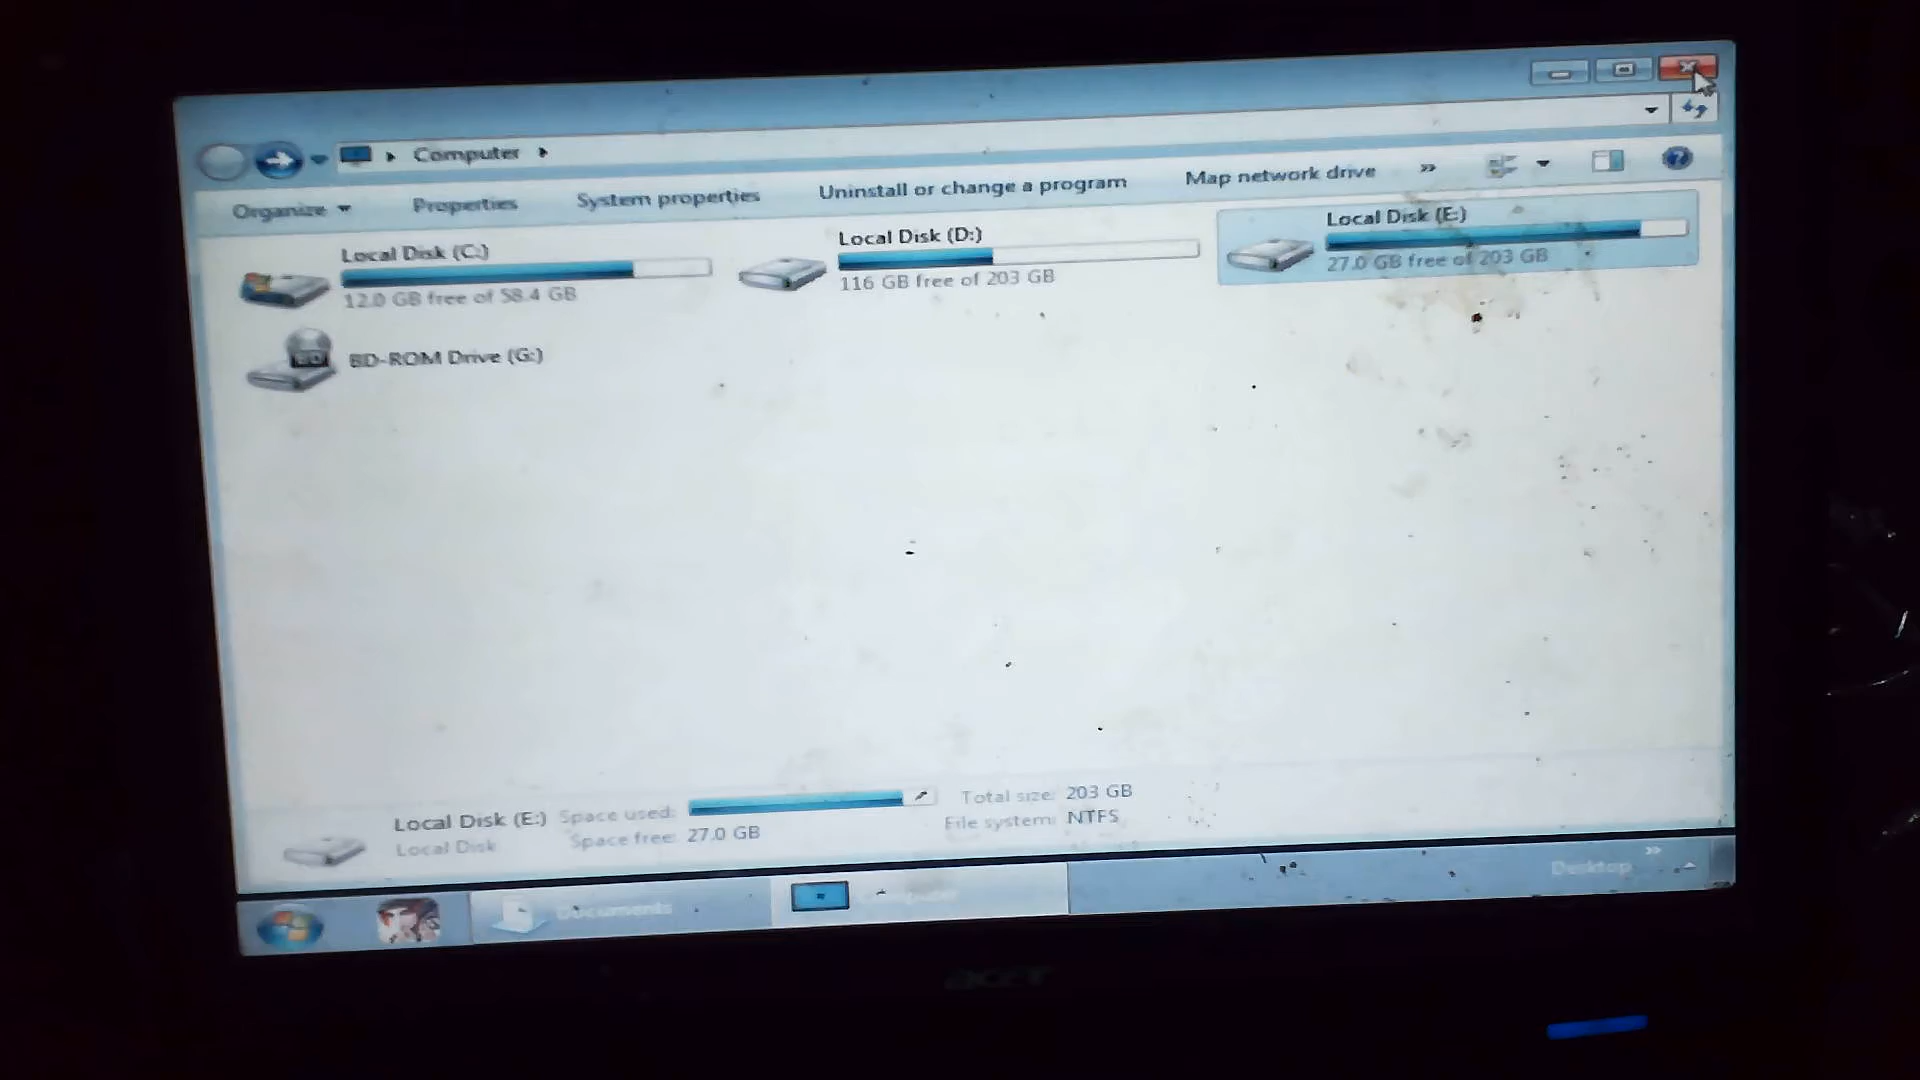 Computer
Organize
Properties
System properties
Uninstall or change a program
Map network drive
»
Local Disk (C:)
12.0 GB free of 58.4 GB
Local Disk (D:)
116 GB free of 203 GB
Local Disk (E:)
27.0 GB free of 203 GB
BD-ROM Drive (G:)
Local Disk (E:)
Local Disk
Space used:
Space free: 27.0 GB
Total size: 203 GB
File system: NTFS
Documents
Desktop
»
acer